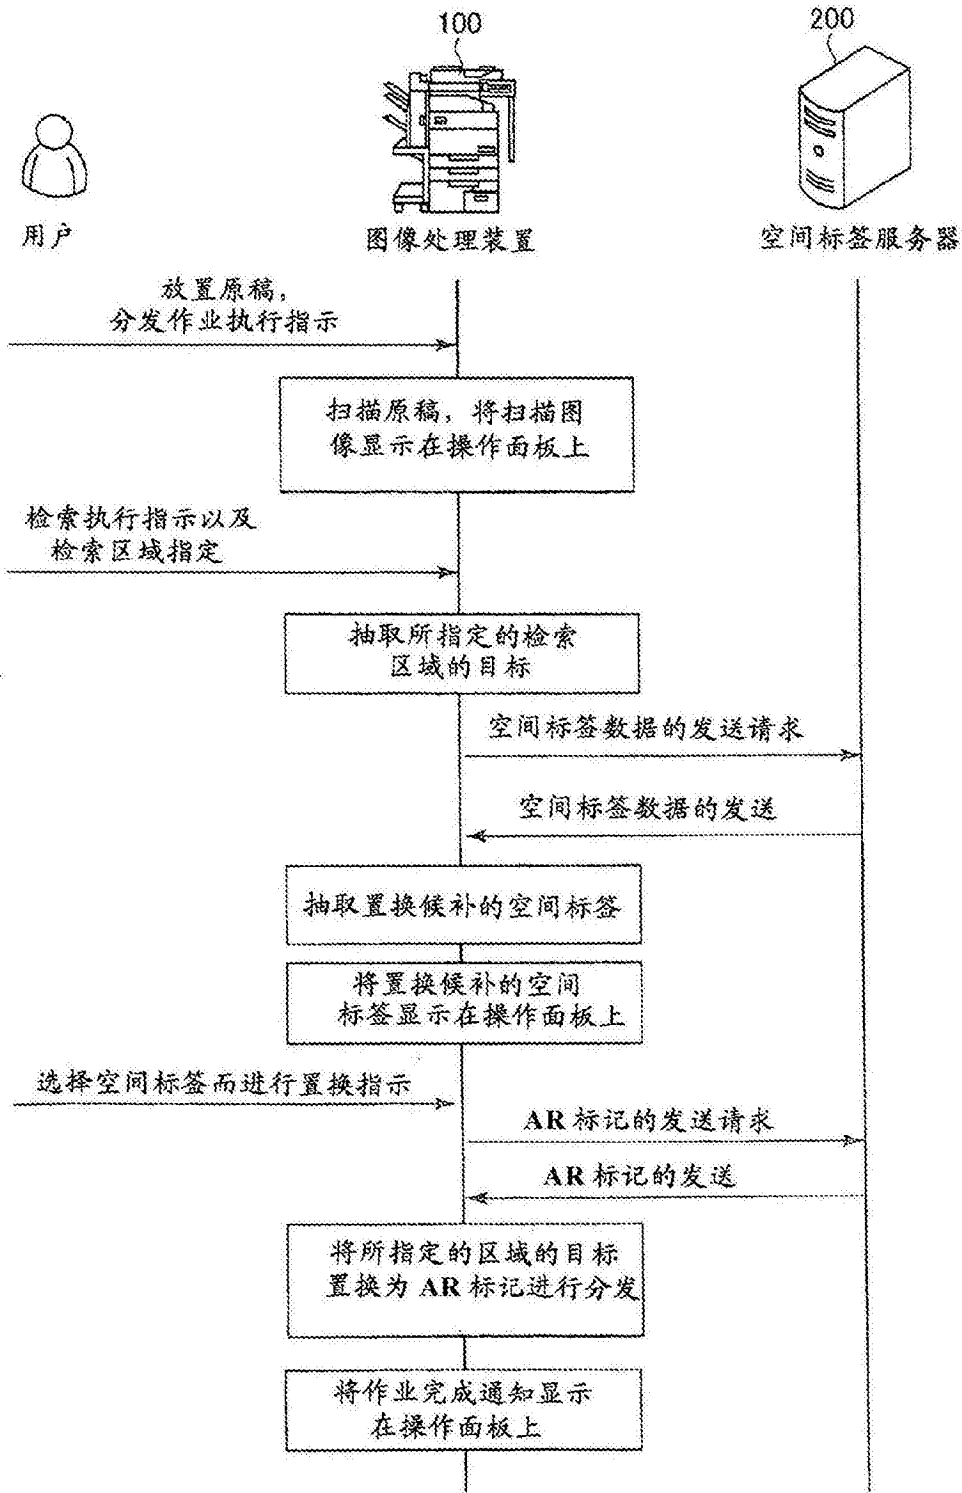 100
200
用户
图像处理装置
空间标签服务器
放置原稿，
分发作业执行指示
扫描原稿，将扫描图
像显示在操作面板上
检索执行指示以及
检索区域指定
抽取所指定的检索
区域的目标
空间标签数据的发送请求
空间标签数据的发送
抽取置换候补的空间标签
将置换候补的空间
标签显示在操作面板上
选择空间标签而进行置换指示
AR 标记的发送请求
AR 标记的发送
将所指定的区域的目标
置换为 AR 标记进行分发
将作业完成通知显示
在操作面板上